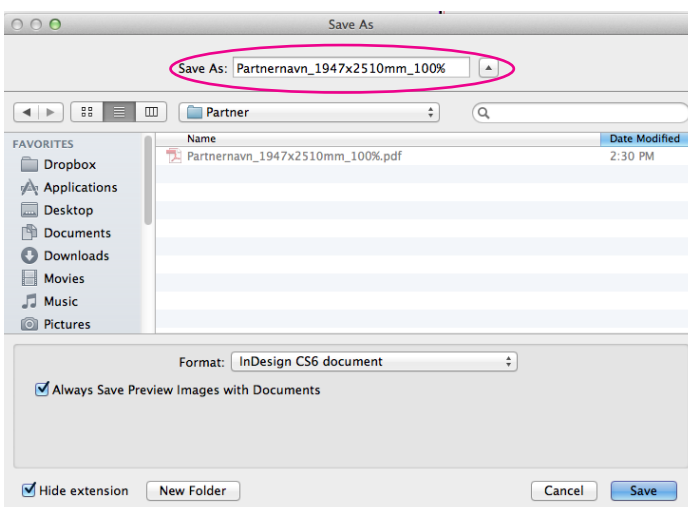 Save As
Save As: Partnernavn_1947x2510mm_100%
Partner
FAVORITES
Dropbox
Applications
Desktop
Documents
Downloads
Movies
Music
Pictures
Name Date Modified
Partnernavn_1947x2510mm_100%.pdf 2:30 PM
Format: InDesign CS6 document
Always Save Preview Images with Documents
Hide extension New Folder Cancel Save